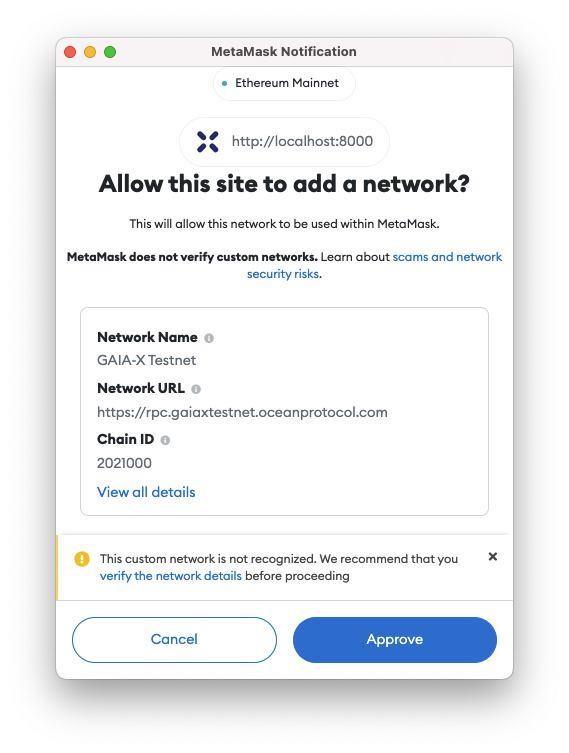 MetaMask Notification
Ethereum Mainnet
http://localhost:8000
Allow this site to add a network?
This will allow this network to be used within MetaMask.
MetaMask does not verify custom networks. Learn about scams and network
security risks.
Network Name
GAIA-X Testnet
Network URL
https://rpc.gaiaxtestnet.oceanprotocol.com
Chain ID
2021000
View all details
This custom network is not recognized. We recommend that you
verify the network details before proceeding
Cancel
Approve